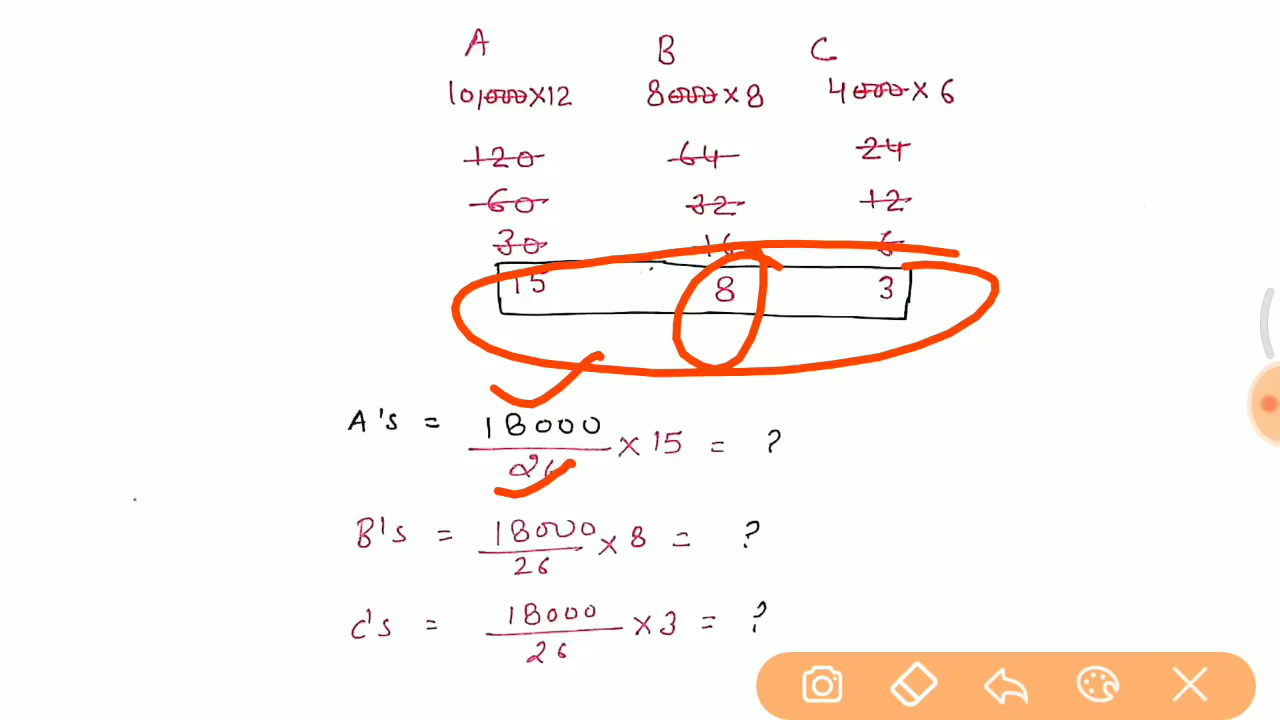 A B C
10,000×12 8000×8 4000×6
120 64 24
60 32 12
30 16 6
15 8 3
A's = 18000/26 × 15 = ?
B's = 18000/26 × 8 = ?
C's = 18000/26 × 3 = ?